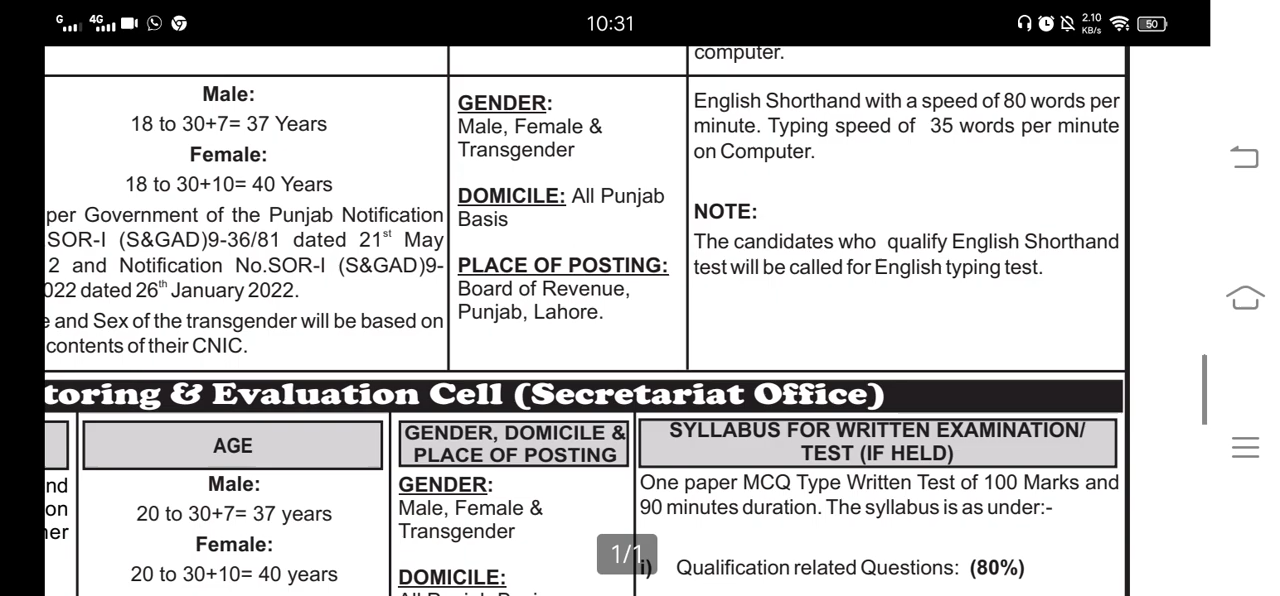 G 4G 10:31 2.10 KB/s 50
computer.
Male:
18 to 30+7= 37 Years
Female:
18 to 30+10= 40 Years
per Government of the Punjab Notification
SOR-I (S&GAD)9-36/81 dated 21st May
2 and Notification No.SOR-I (S&GAD)9-
022 dated 26th January 2022.
e and Sex of the transgender will be based on
contents of their CNIC.
GENDER:
Male, Female &
Transgender
DOMICILE: All Punjab
Basis
PLACE OF POSTING:
Board of Revenue,
Punjab, Lahore.
English Shorthand with a speed of 80 words per
minute. Typing speed of 35 words per minute
on Computer.
NOTE:
The candidates who qualify English Shorthand
test will be called for English typing test.
toring & Evaluation Cell (Secretariat Office)
nd
on
her
AGE
Male:
20 to 30+7= 37 years
Female:
20 to 30+10= 40 years
GENDER, DOMICILE &
PLACE OF POSTING
GENDER:
Male, Female &
Transgender
DOMICILE:
SYLLABUS FOR WRITTEN EXAMINATION/
TEST (IF HELD)
One paper MCQ Type Written Test of 100 Marks and
90 minutes duration. The syllabus is as under:-
i) Qualification related Questions: (80%)
1/1